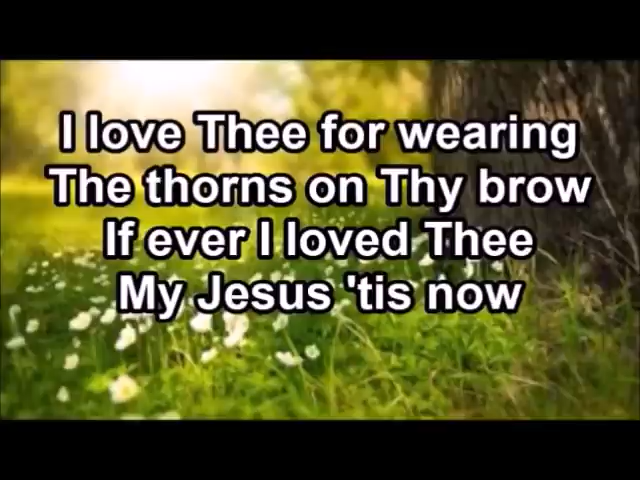 I love Thee for wearing
The thorns on Thy brow
If ever I loved Thee
My Jesus 'tis now